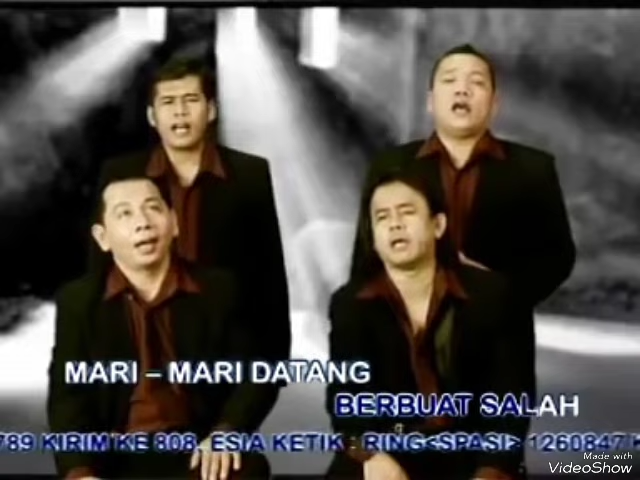 MARI – MARI DATANG
BERBUAT SALAH
789 KIRIM KE 808, ESIA KETIK : RING<SPASI> 1260847 K
Made with
VideoShow